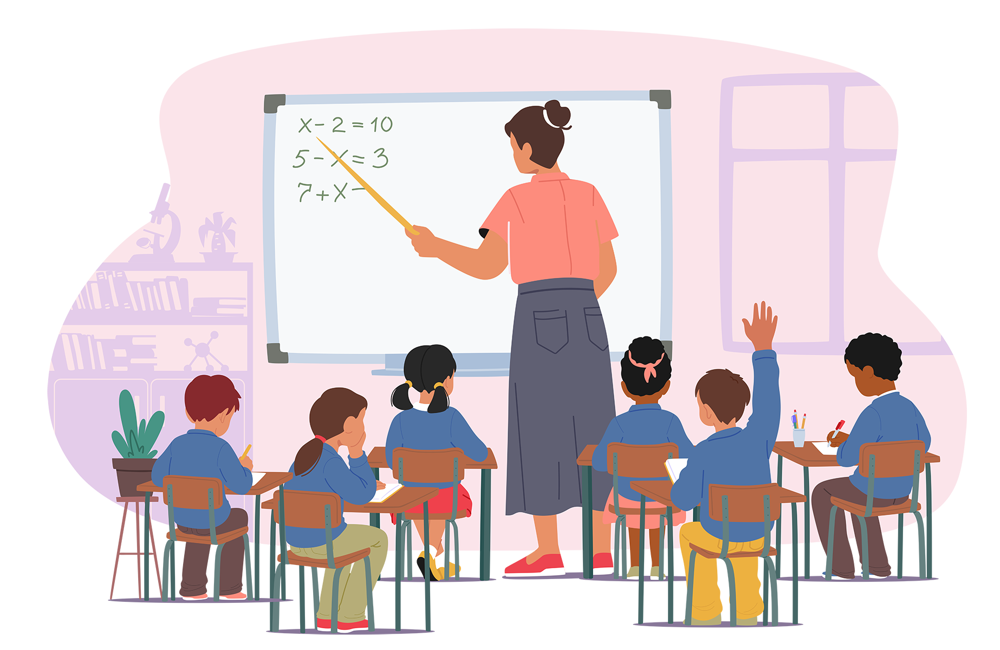 x - 2 = 10
5 - x = 3
7 + x =